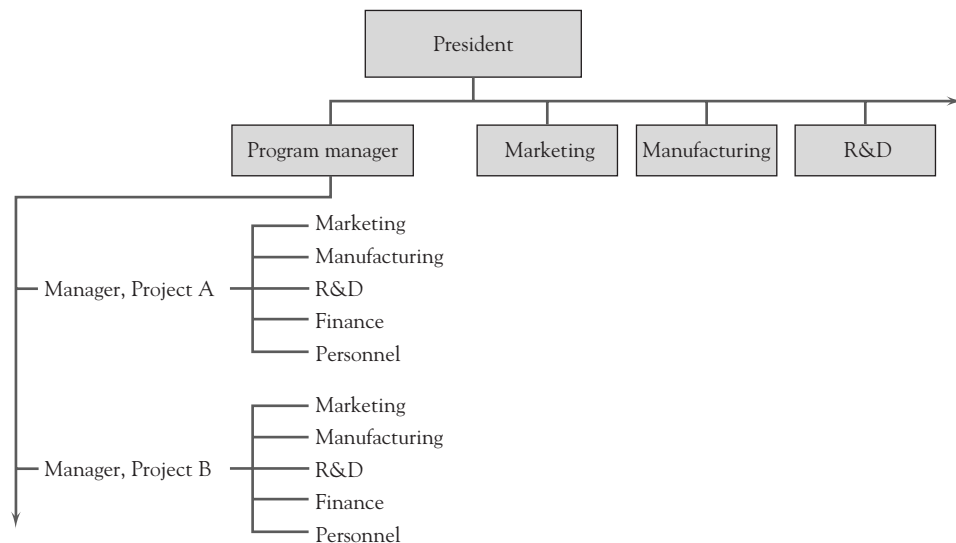 President
Program manager
Marketing
Manufacturing
R&D
Manager, Project A
Marketing
Manufacturing
R&D
Finance
Personnel
Manager, Project B
Marketing
Manufacturing
R&D
Finance
Personnel